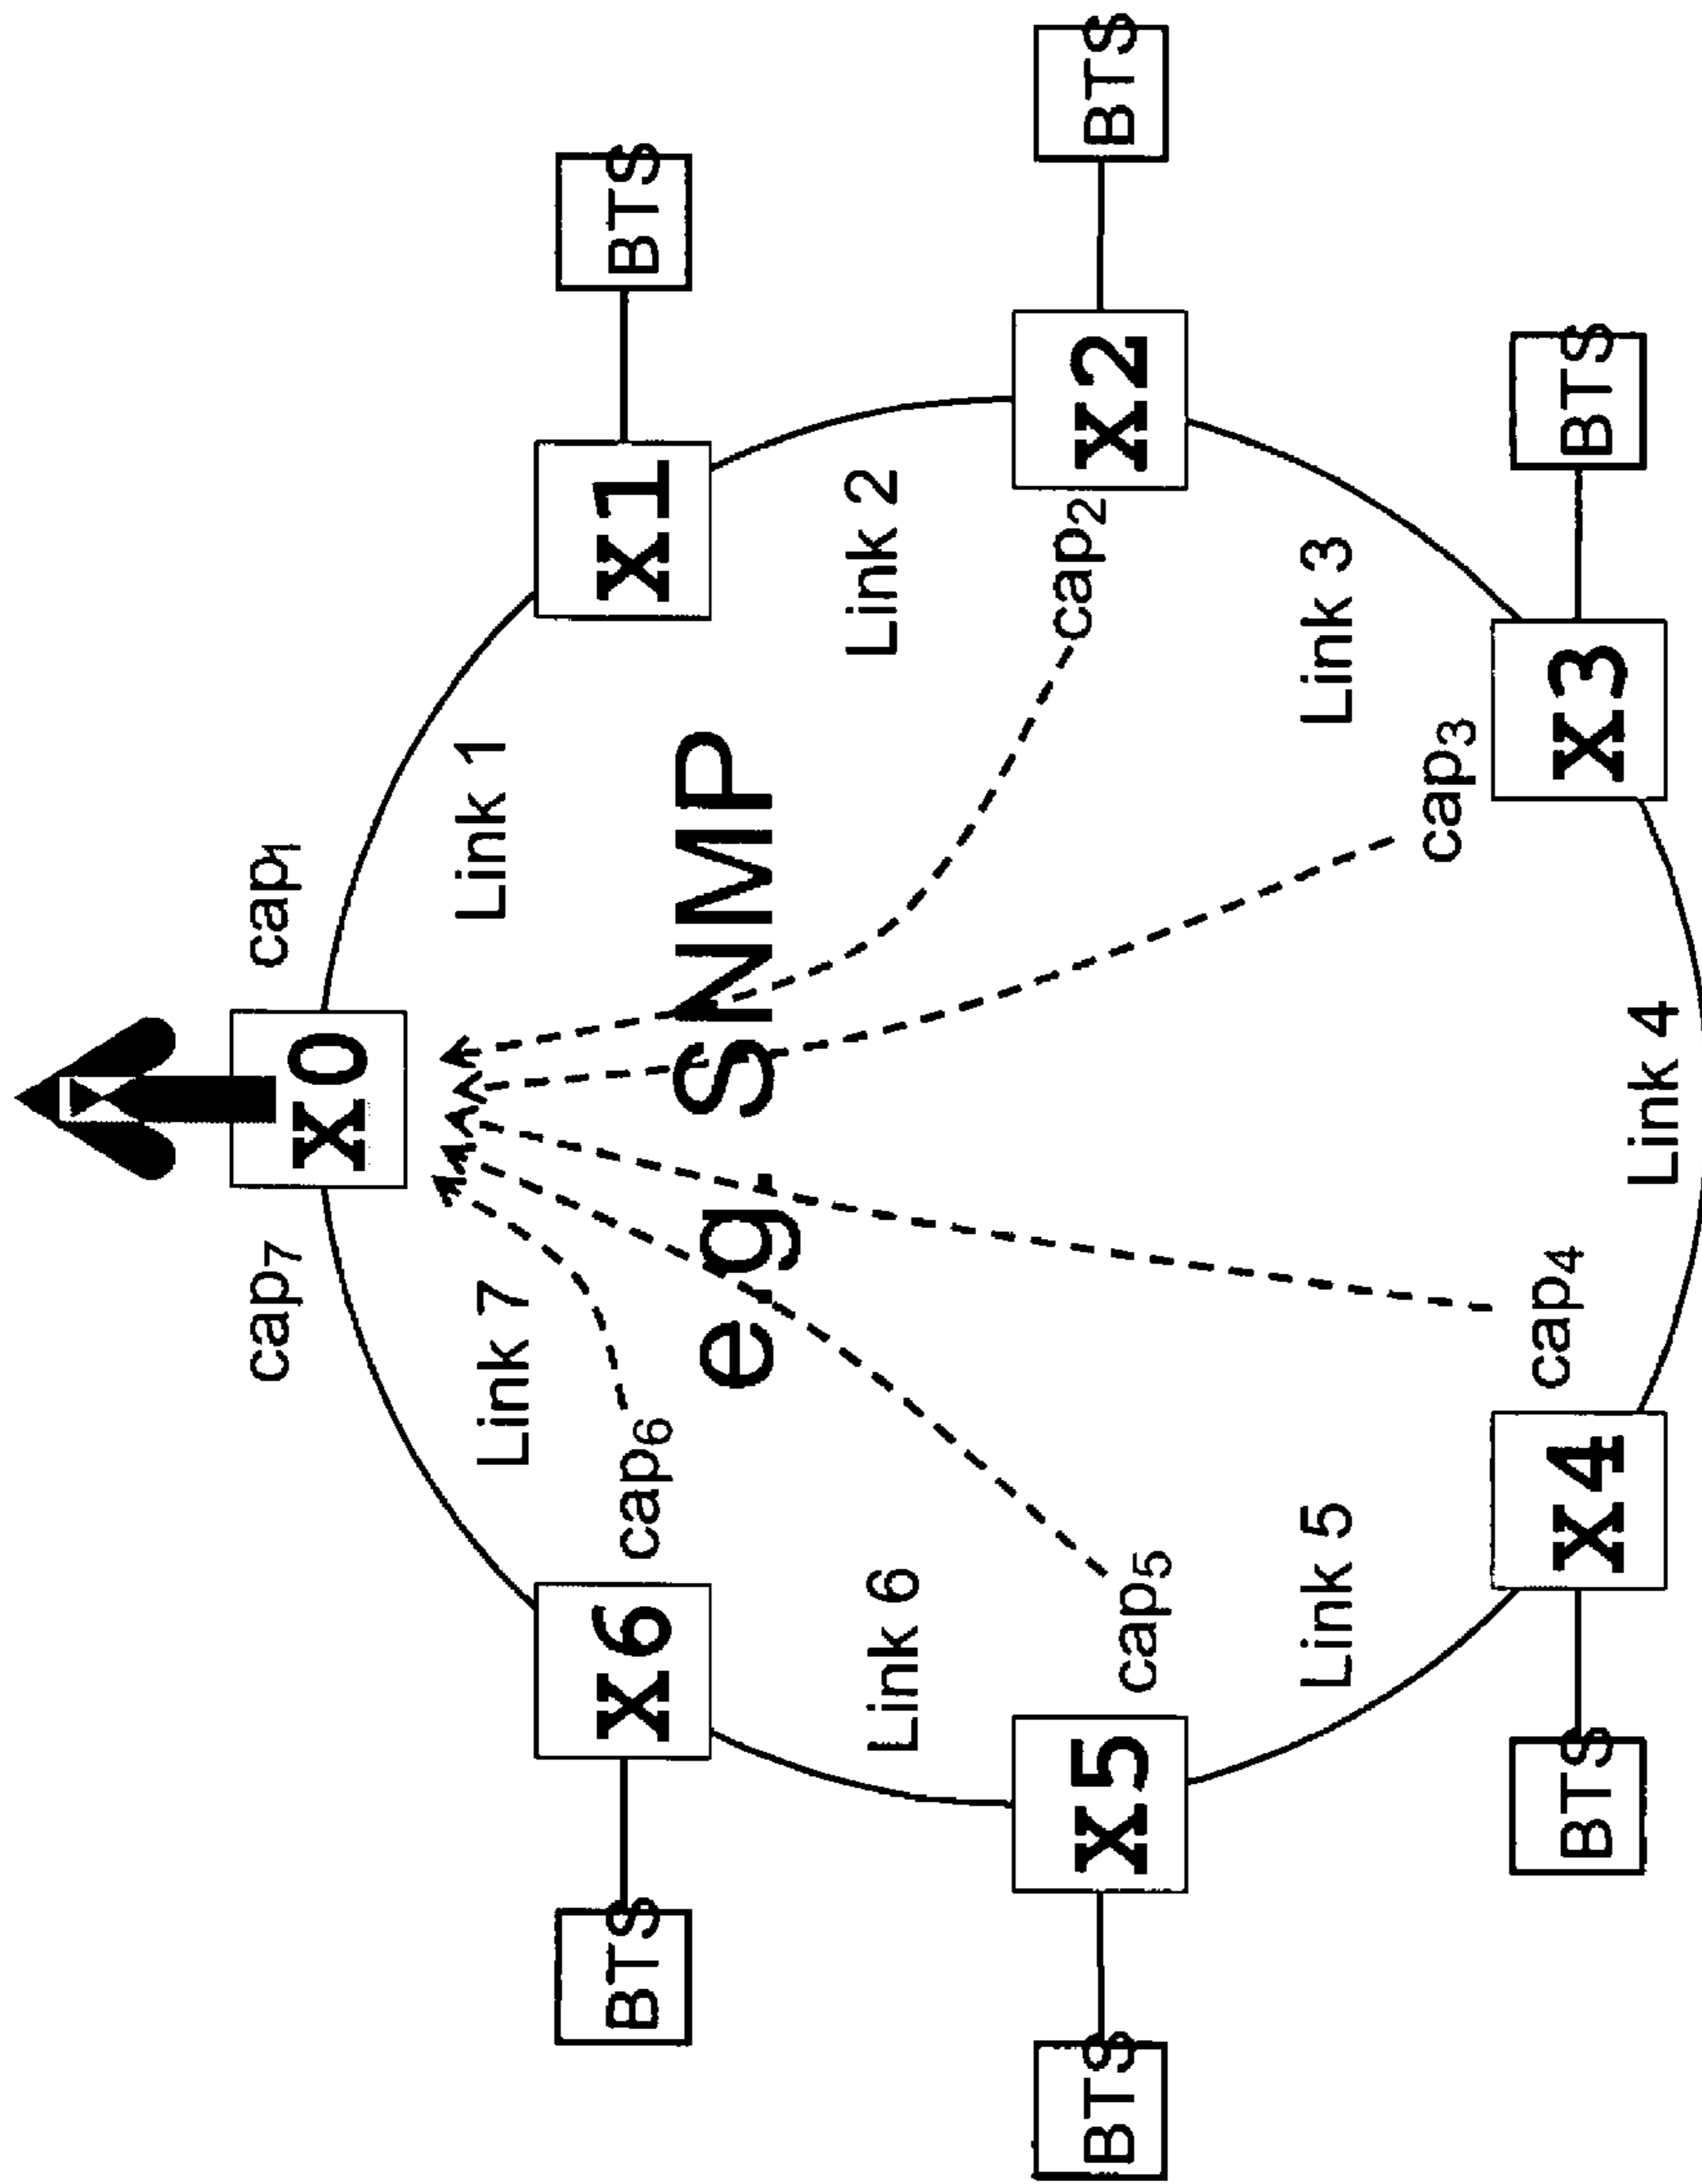 cap7
x0
cap1
Link 7
Link 1
BTS
x6
cap6
e.g. SNMP
x1
BTS
Link 6
Link 2
BTS
x5
cap5
cap2
x2
BTS
Link 5
Link 3
cap4
cap3
BTS
x4
x3
BTS
Link 4